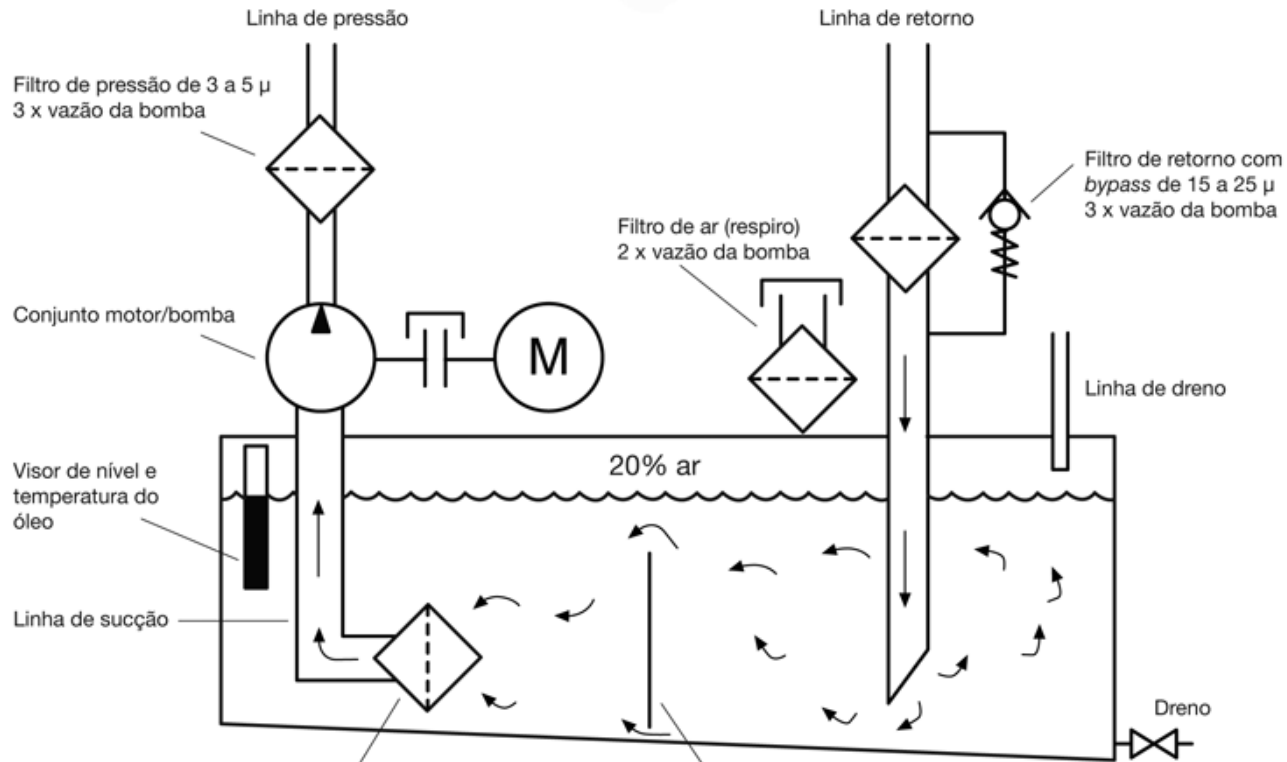 Linha de pressão
Linha de retorno
Filtro de pressão de 3 a 5 µ
3 x vazão da bomba
Filtro de retorno com
bypass de 15 a 25 µ
3 x vazão da bomba
Filtro de ar (respiro)
2 x vazão da bomba
Conjunto motor/bomba
M
Linha de dreno
20% ar
Visor de nível e
temperatura do
óleo
Linha de sucção
Dreno